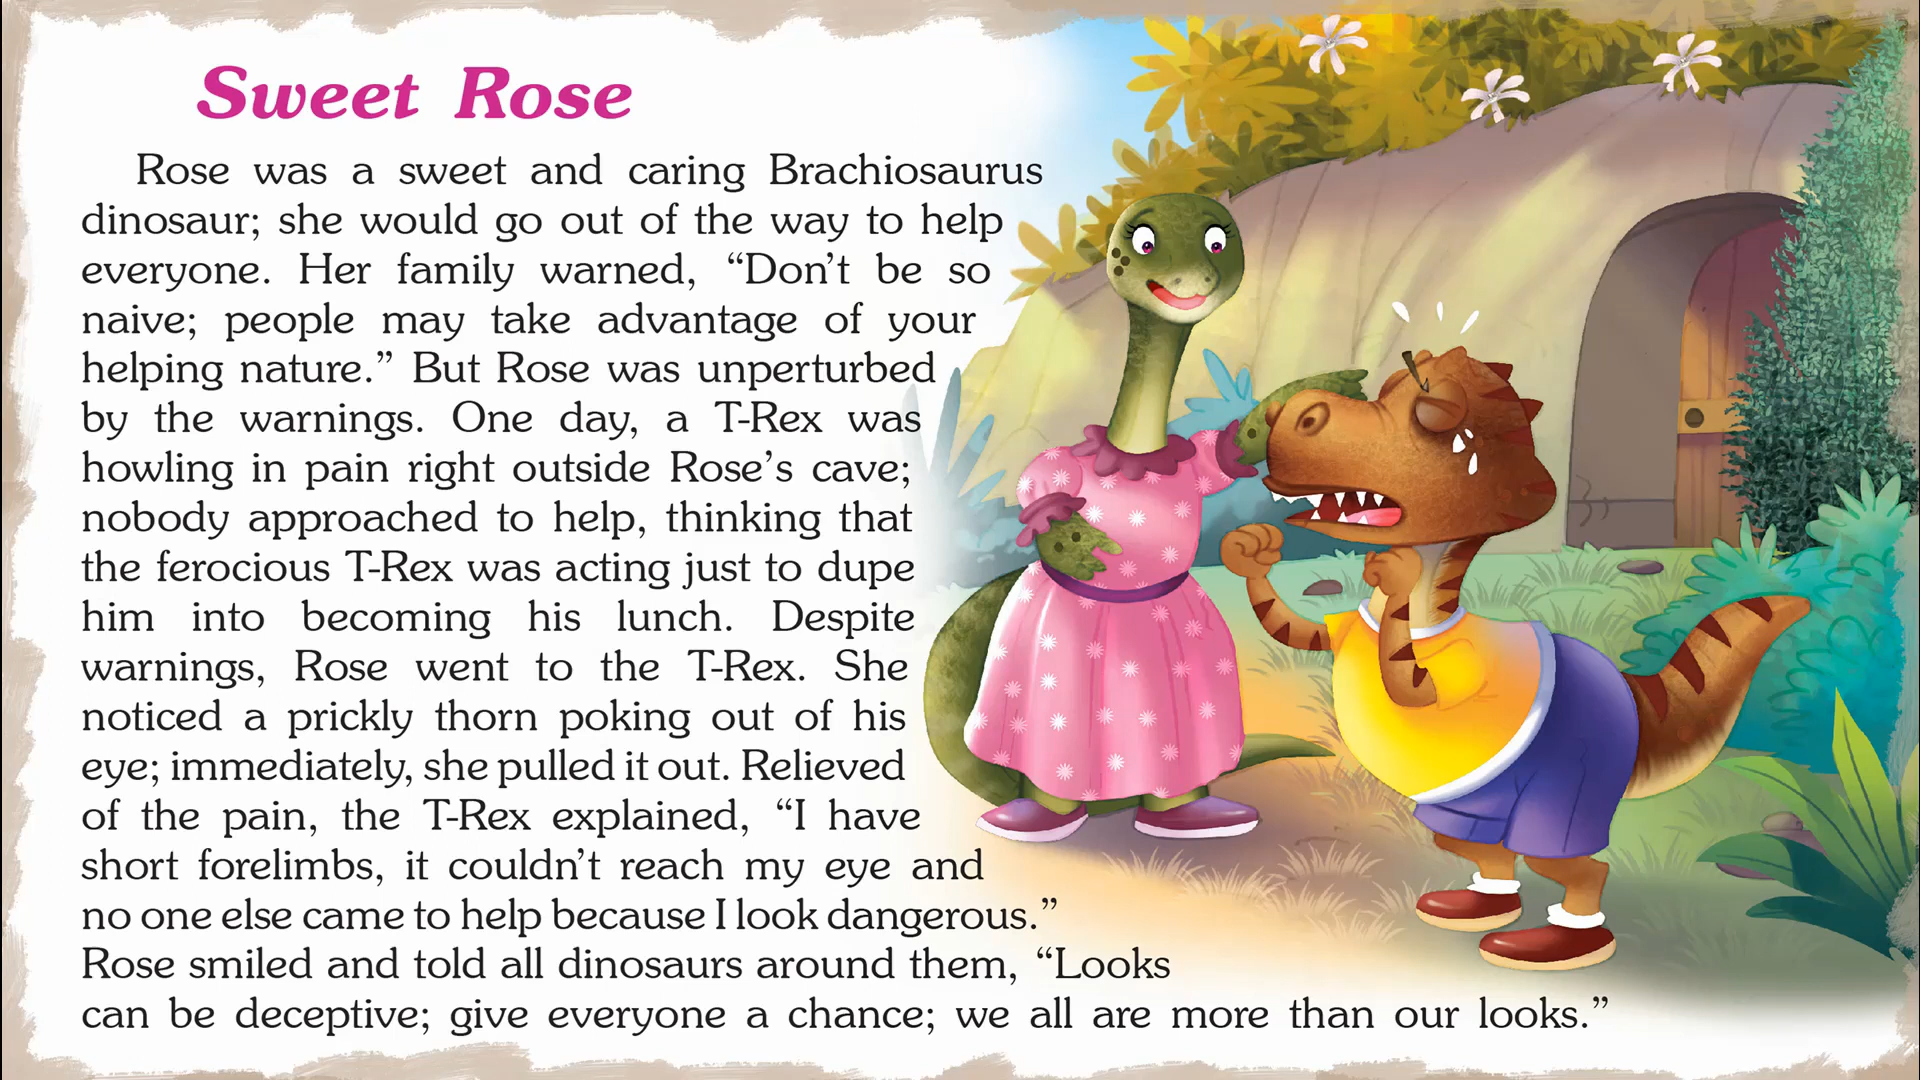 Sweet Rose
Rose was a sweet and caring Brachiosaurus
dinosaur; she would go out of the way to help
everyone. Her family warned, “Don’t be so
naive; people may take advantage of your
helping nature.” But Rose was unperturbed
by the warnings. One day, a T-Rex was
howling in pain right outside Rose’s cave;
nobody approached to help, thinking that
the ferocious T-Rex was acting just to dupe
him into becoming his lunch. Despite
warnings, Rose went to the T-Rex. She
noticed a prickly thorn poking out of his
eye; immediately, she pulled it out. Relieved
of the pain, the T-Rex explained, “I have
short forelimbs, it couldn’t reach my eye and
no one else came to help because I look dangerous.”
Rose smiled and told all dinosaurs around them, “Looks
can be deceptive; give everyone a chance; we all are more than our looks.”